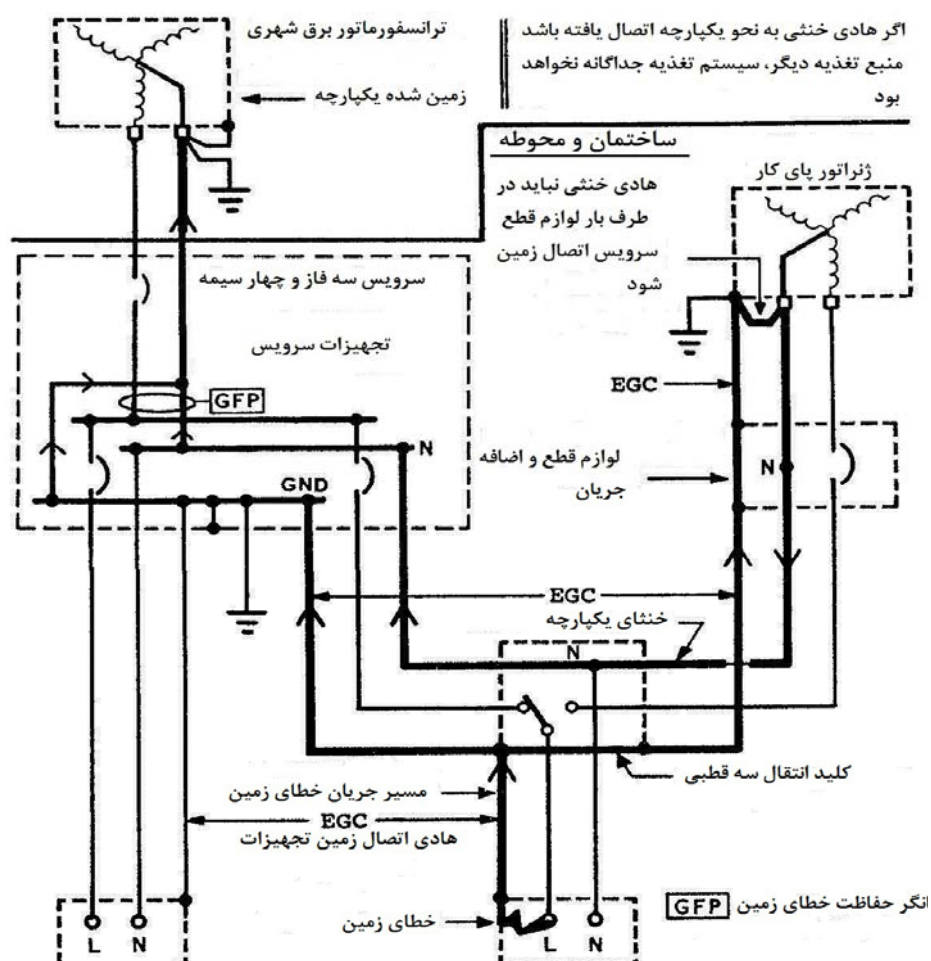 ترانسفورماتور برق شهری
زمین شده یکپارچه
اگر هادی خنثی به نحو یکپارچه اتصال یافته باشد
منبع تغذیه دیگر، سیستم تغذیه جداگانه نخواهد
بود
ساختمان و محوطه
هادی خنثی نباید در
طرف بار لوازم قطع
سرویس اتصال زمین
شود
ژنراتور پای کار
سرویس سه فاز و چهار سیمه
تجهیزات سرویس
GFP
N
GND
EGC
لوازم قطع و اضافه
جریان
N
EGC
خنثای یکپارچه
N
کلید انتقال سه قطبی
مسیر جریان خطای زمین
EGC
هادی اتصال زمین تجهیزات
خطای زمین
L
N
L
N
انگر حفاظت خطای زمین GFP